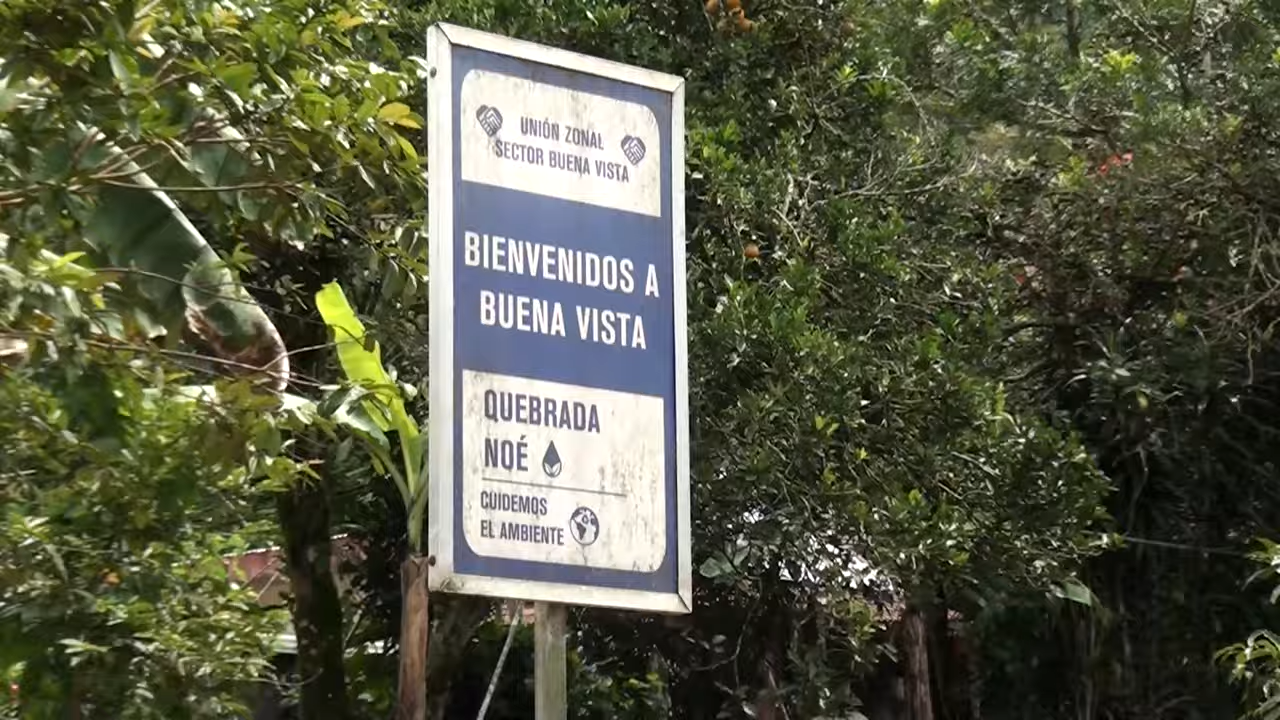 UNIÓN ZONAL
SECTOR BUENA VISTA
BIENVENIDOS A
BUENA VISTA
QUEBRADA
NOÉ
CUIDEMOS
EL AMBIENTE